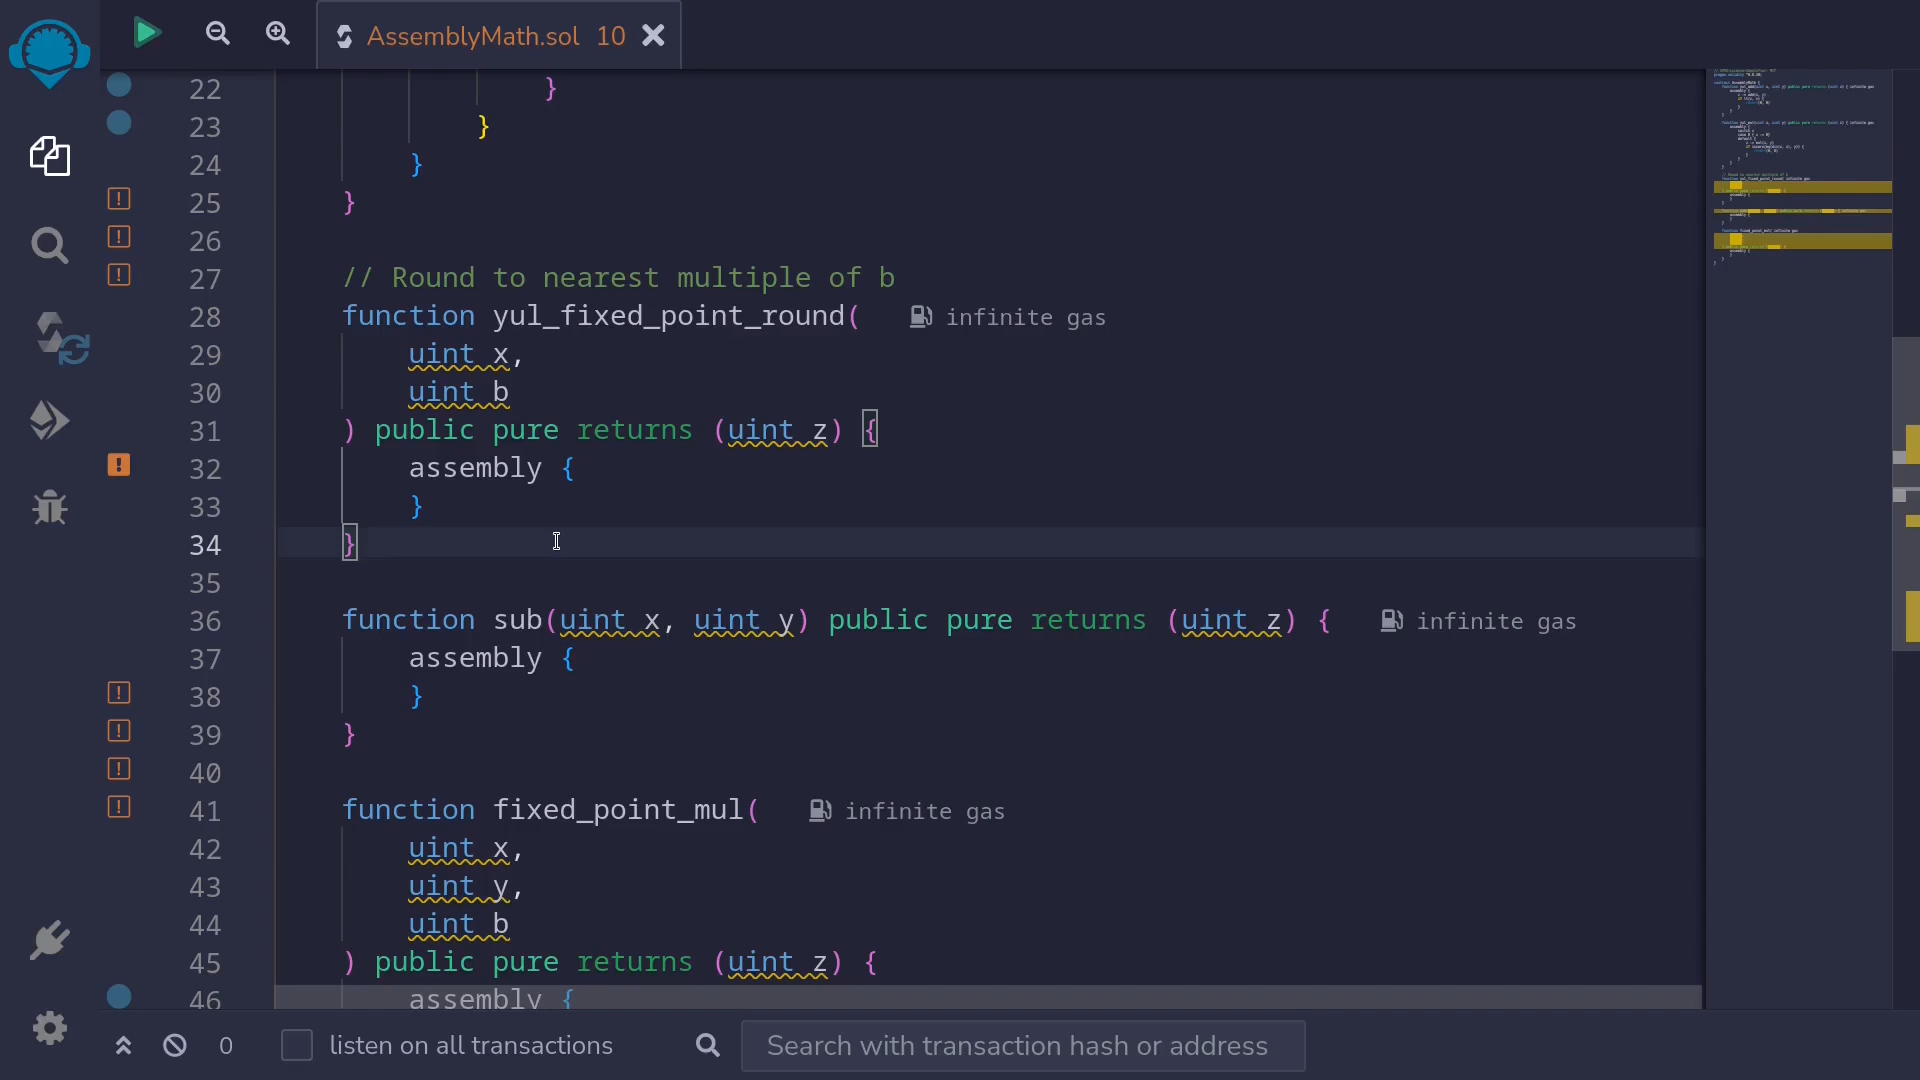 AssemblyMath.sol 10
22 }
23 }
24 }
25 }
26
27 // Round to nearest multiple of b
28 function yul_fixed_point_round( infinite gas
29 uint x,
30 uint b
31 ) public pure returns (uint z) {
32 assembly {
33 }
34 }
35
36 function sub(uint x, uint y) public pure returns (uint z) { infinite gas
37 assembly {
38 }
39 }
40
41 function fixed_point_mul( infinite gas
42 uint x,
43 uint y,
44 uint b
45 ) public pure returns (uint z) {
46 assembly {
0 listen on all transactions Search with transaction hash or address